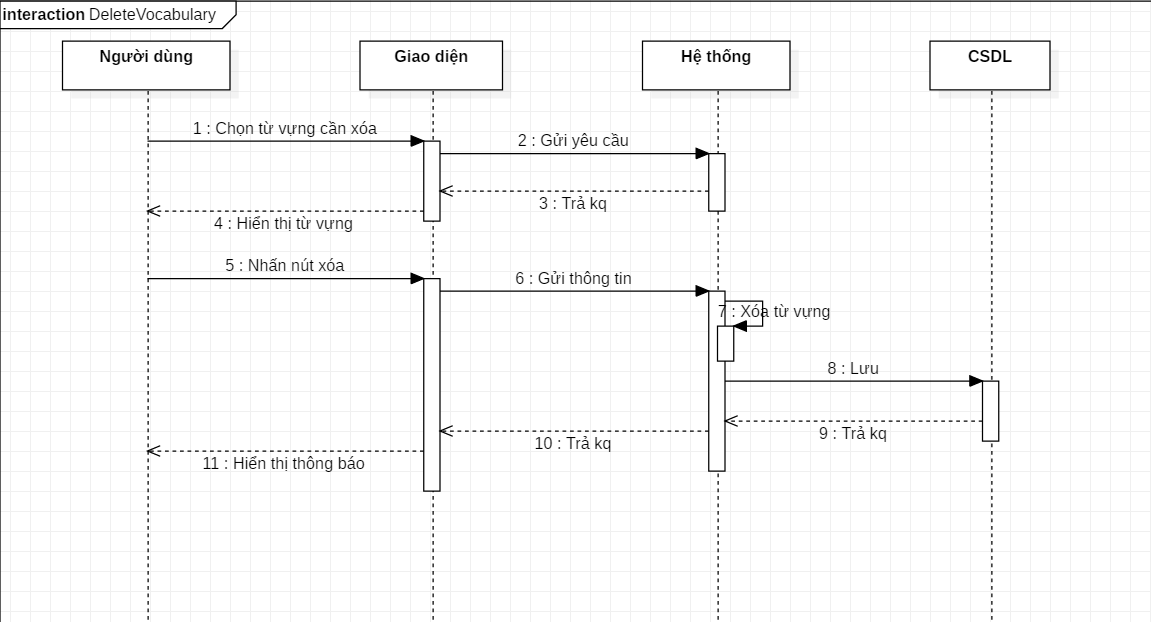 interaction DeleteVocabulary
Người dùng
Giao diện
Hệ thống
CSDL
1 : Chọn từ vựng cần xóa
2 : Gửi yêu cầu
3 : Trả kq
4 : Hiển thị từ vựng
5 : Nhấn nút xóa
6 : Gửi thông tin
7 : Xóa từ vựng
8 : Lưu
9 : Trả kq
10 : Trả kq
11 : Hiển thị thông báo